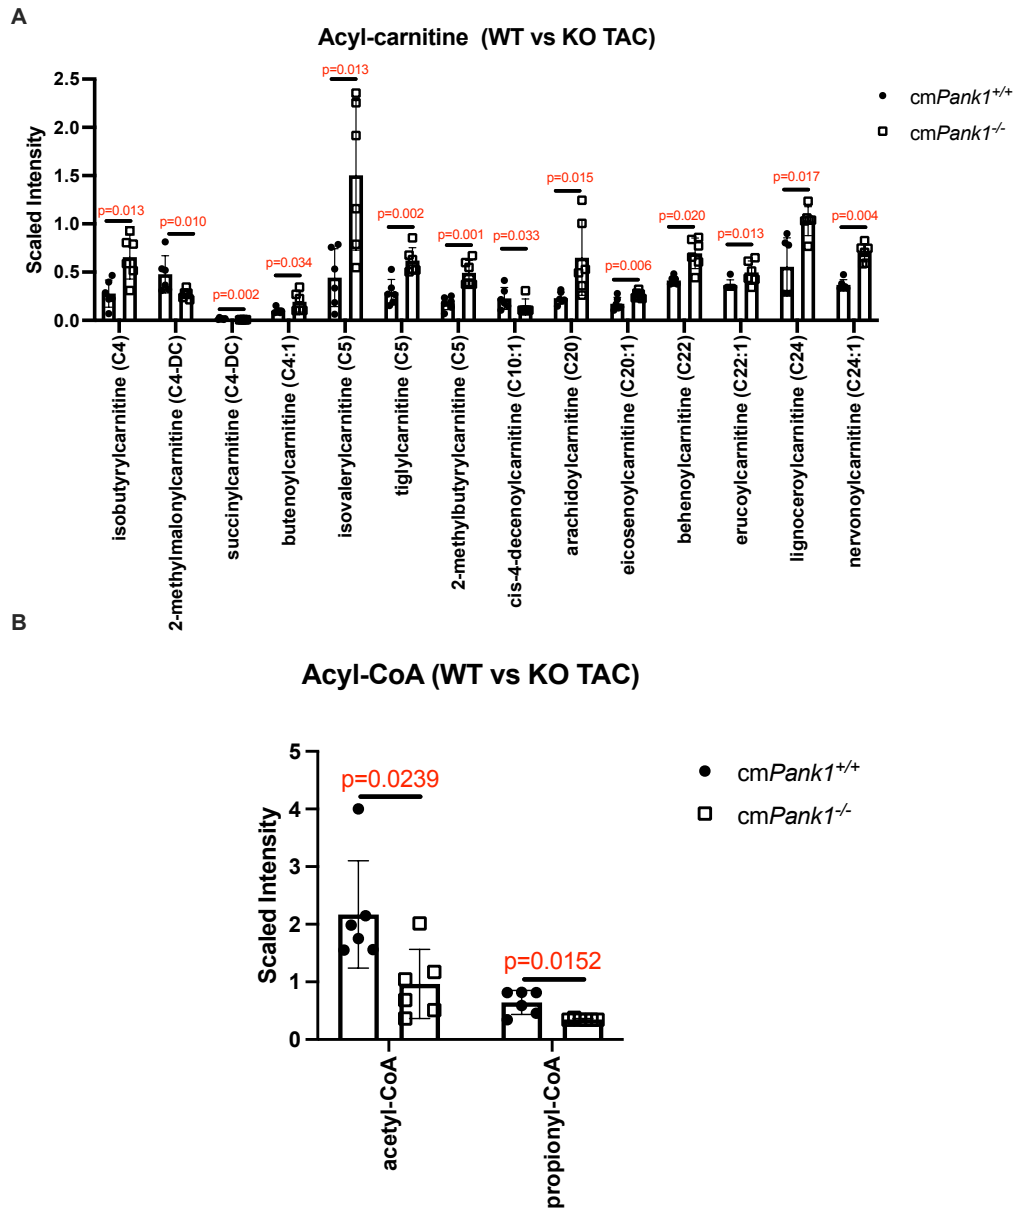 A
Acyl-carnitine (WT vs KO TAC)
cmPank1+/+
cmPank1-/-
Scaled Intensity
2.5
2.0
1.5
1.0
0.5
0.0
p=0.013
p=0.010
p=0.002
p=0.034
p=0.013
p=0.002
p=0.001
p=0.033
p=0.015
p=0.006
p=0.020
p=0.013
p=0.017
p=0.004
isobutyrylcarnitine (C4)
2-methylmalonylcarnitine (C4-DC)
succinylcarnitine (C4-DC)
butenoylcarnitine (C4:1)
isovalerylcarnitine (C5)
tiglylcarnitine (C5)
2-methylbutyrylcarnitine (C5)
cis-4-decenoylcarnitine (C10:1)
arachidoylcarnitine (C20)
eicosenoylcarnitine (C20:1)
behenoylcarnitine (C22)
erucoylcarnitine (C22:1)
lignoceroylcarnitine (C24)
nervonoylcarnitine (C24:1)
B
Acyl-CoA (WT vs KO TAC)
cmPank1+/+
cmPank1-/-
Scaled Intensity
5
4
3
2
1
0
p=0.0239
p=0.0152
acetyl-CoA
propionyl-CoA